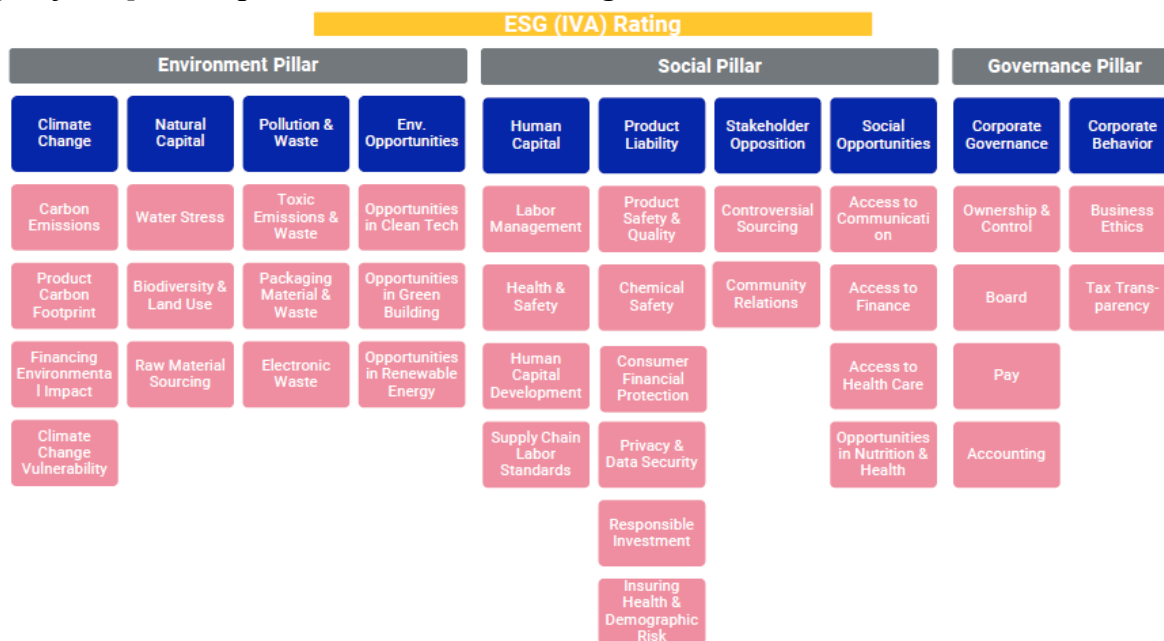 ESG (IVA) Rating
Environment Pillar
Social Pillar
Governance Pillar
Climate
Change
Natural
Capital
Pollution &
Waste
Env.
Opportunities
Human
Capital
Product
Liability
Stakeholder
Opposition
Social
Opportunities
Corporate
Governance
Corporate
Behavior
Carbon
Emissions
Water Stress
Toxic
Emissions &
Waste
Opportunities
in Clean Tech
Labor
Management
Product
Safety &
Quality
Controversial
Sourcing
Access to
Communicati
on
Ownership &
Control
Business
Ethics
Product
Carbon
Footprint
Biodiversity &
Land Use
Packaging
Material &
Waste
Opportunities
in Green
Building
Health &
Safety
Chemical
Safety
Community
Relations
Access to
Finance
Board
Tax Trans-
parency
Financing
Environmenta
l Impact
Raw Material
Sourcing
Electronic
Waste
Opportunities
in Renewable
Energy
Human
Capital
Development
Consumer
Financial
Protection
Access to
Health Care
Pay
Climate
Change
Vulnerability
Supply Chain
Labor
Standards
Privacy &
Data Security
Opportunities
in Nutrition &
Health
Accounting
Responsible
Investment
Insuring
Health &
Demographic
Risk